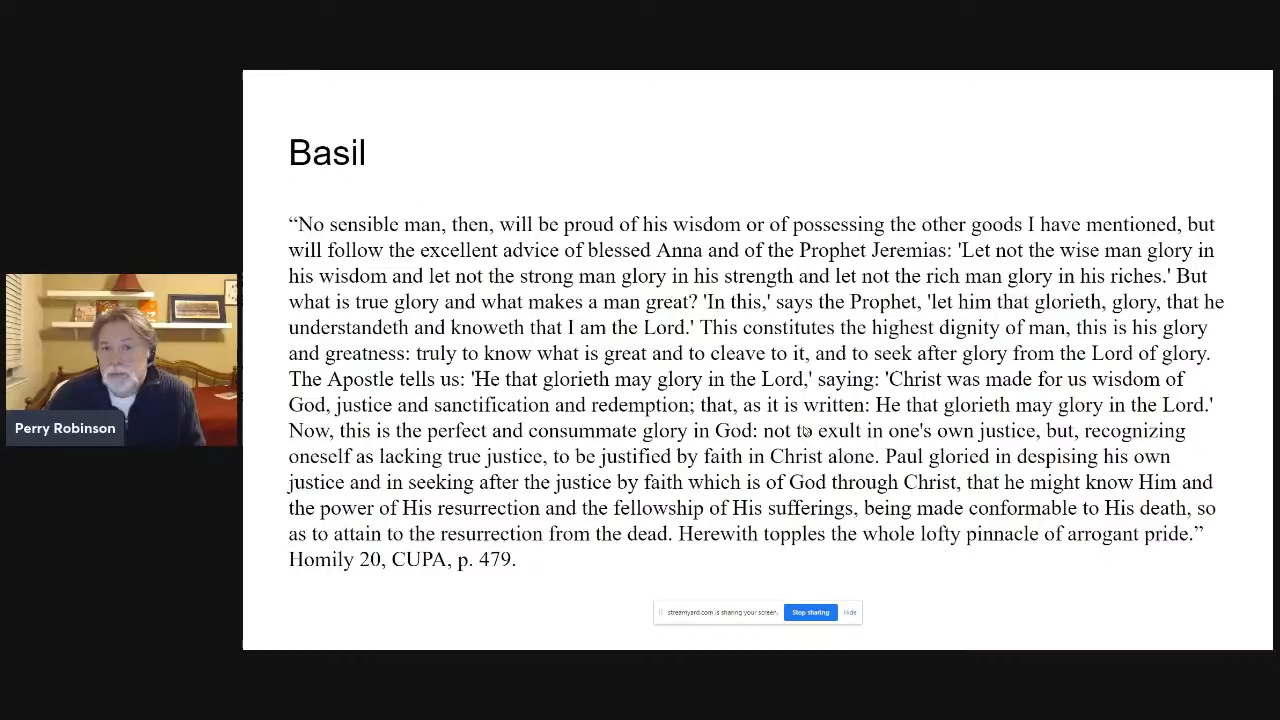 Basil
“No sensible man, then, will be proud of his wisdom or of possessing the other goods I have mentioned, but
will follow the excellent advice of blessed Anna and of the Prophet Jeremias: 'Let not the wise man glory in
his wisdom and let not the strong man glory in his strength and let not the rich man glory in his riches.' But
what is true glory and what makes a man great? 'In this,' says the Prophet, 'let him that glorieth, glory, that he
understandeth and knoweth that I am the Lord.' This constitutes the highest dignity of man, this is his glory
and greatness: truly to know what is great and to cleave to it, and to seek after glory from the Lord of glory.
The Apostle tells us: 'He that glorieth may glory in the Lord,' saying: 'Christ was made for us wisdom of
God, justice and sanctification and redemption; that, as it is written: He that glorieth may glory in the Lord.'
Now, this is the perfect and consummate glory in God: not to exult in one's own justice, but, recognizing
oneself as lacking true justice, to be justified by faith in Christ alone. Paul gloried in despising his own
justice and in seeking after the justice by faith which is of God through Christ, that he might know Him and
the power of His resurrection and the fellowship of His sufferings, being made conformable to His death, so
as to attain to the resurrection from the dead. Herewith topples the whole lofty pinnacle of arrogant pride.”
Homily 20, CUPA, p. 479.
Perry Robinson
streamyard.com is sharing your screen. Stop sharing Hide